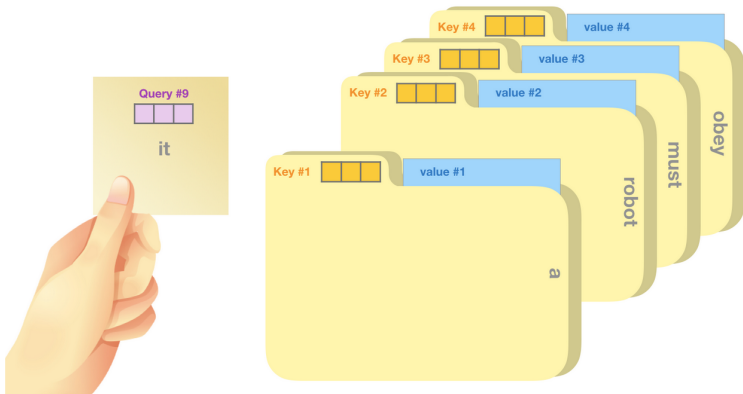 Query #9
it
Key #4
value #4
obey
Key #3
value #3
must
Key #2
value #2
robot
Key #1
value #1
a